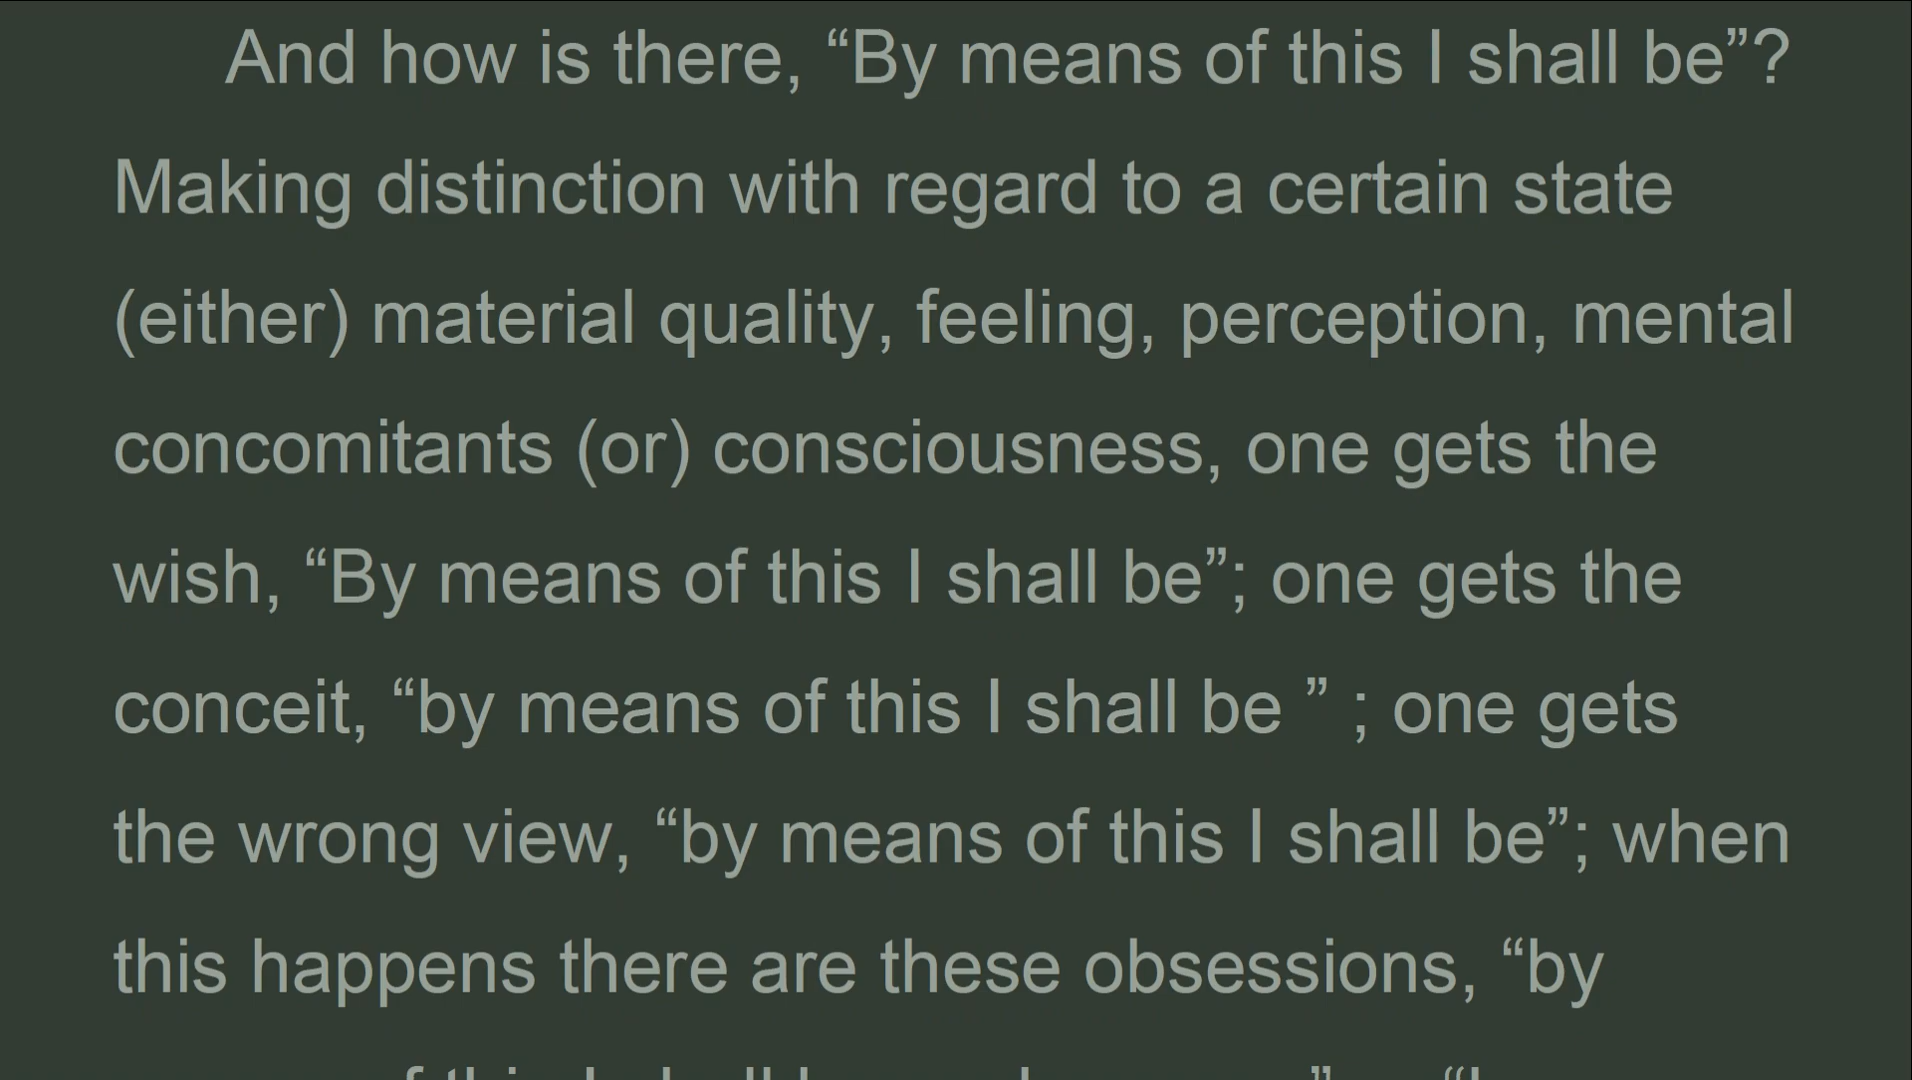 And how is there, “By means of this I shall be”?
Making distinction with regard to a certain state
(either) material quality, feeling, perception, mental
concomitants (or) consciousness, one gets the
wish, “By means of this I shall be”; one gets the
conceit, “by means of this I shall be ” ; one gets
the wrong view, “by means of this I shall be”; when
this happens there are these obsessions, “by
of this I shall